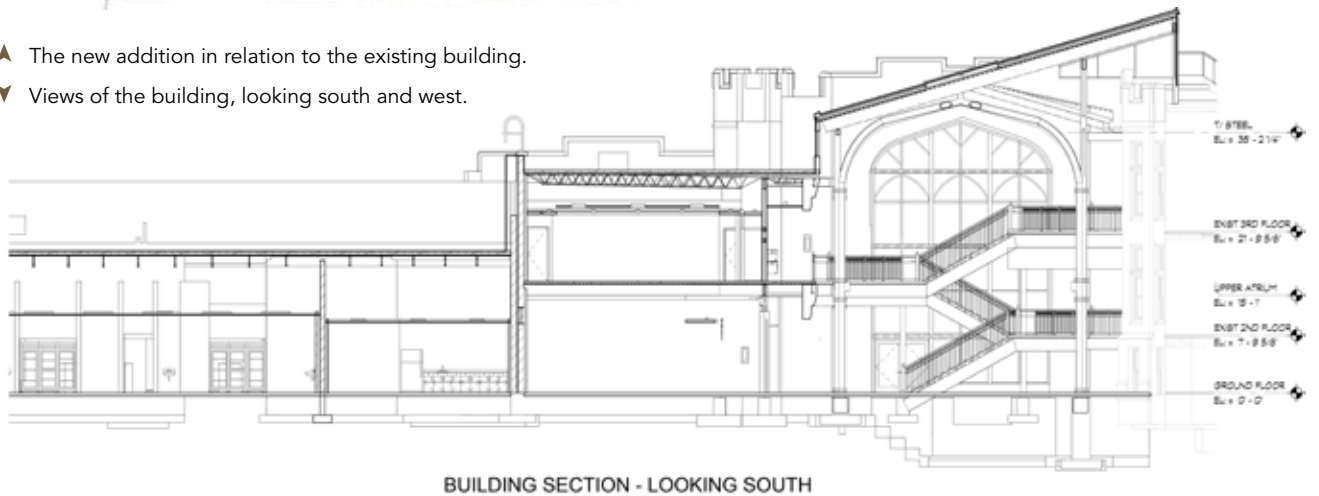 The new addition in relation to the existing building.
Views of the building, looking south and west.
T/ STEEL
EXIST 3RD FLOOR
UPPER ATRIUM
EXIST 2ND FLOOR
GROUND FLOOR
BUILDING SECTION - LOOKING SOUTH